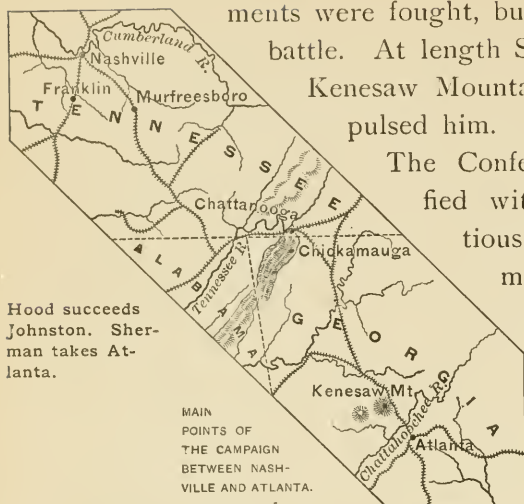 ments were fought, bu
battle. At length S
Kenesaw Mounta
pulsed him.
The Confe
fied wit
tious
m
Cumberland R.
Nashville
Franklin
Murfreesboro
TENNESSEE
Chattanooga
Chickamauga
ALABAMA
Tennessee R.
GEORGIA
Kenesaw Mt
Chattahoochee R.
Atlanta
Hood succeeds
Johnston. Sher-
man takes At-
lanta.
MAIN
POINTS OF
THE CAMPAIGN
BETWEEN NASH-
VILLE AND ATLANTA.